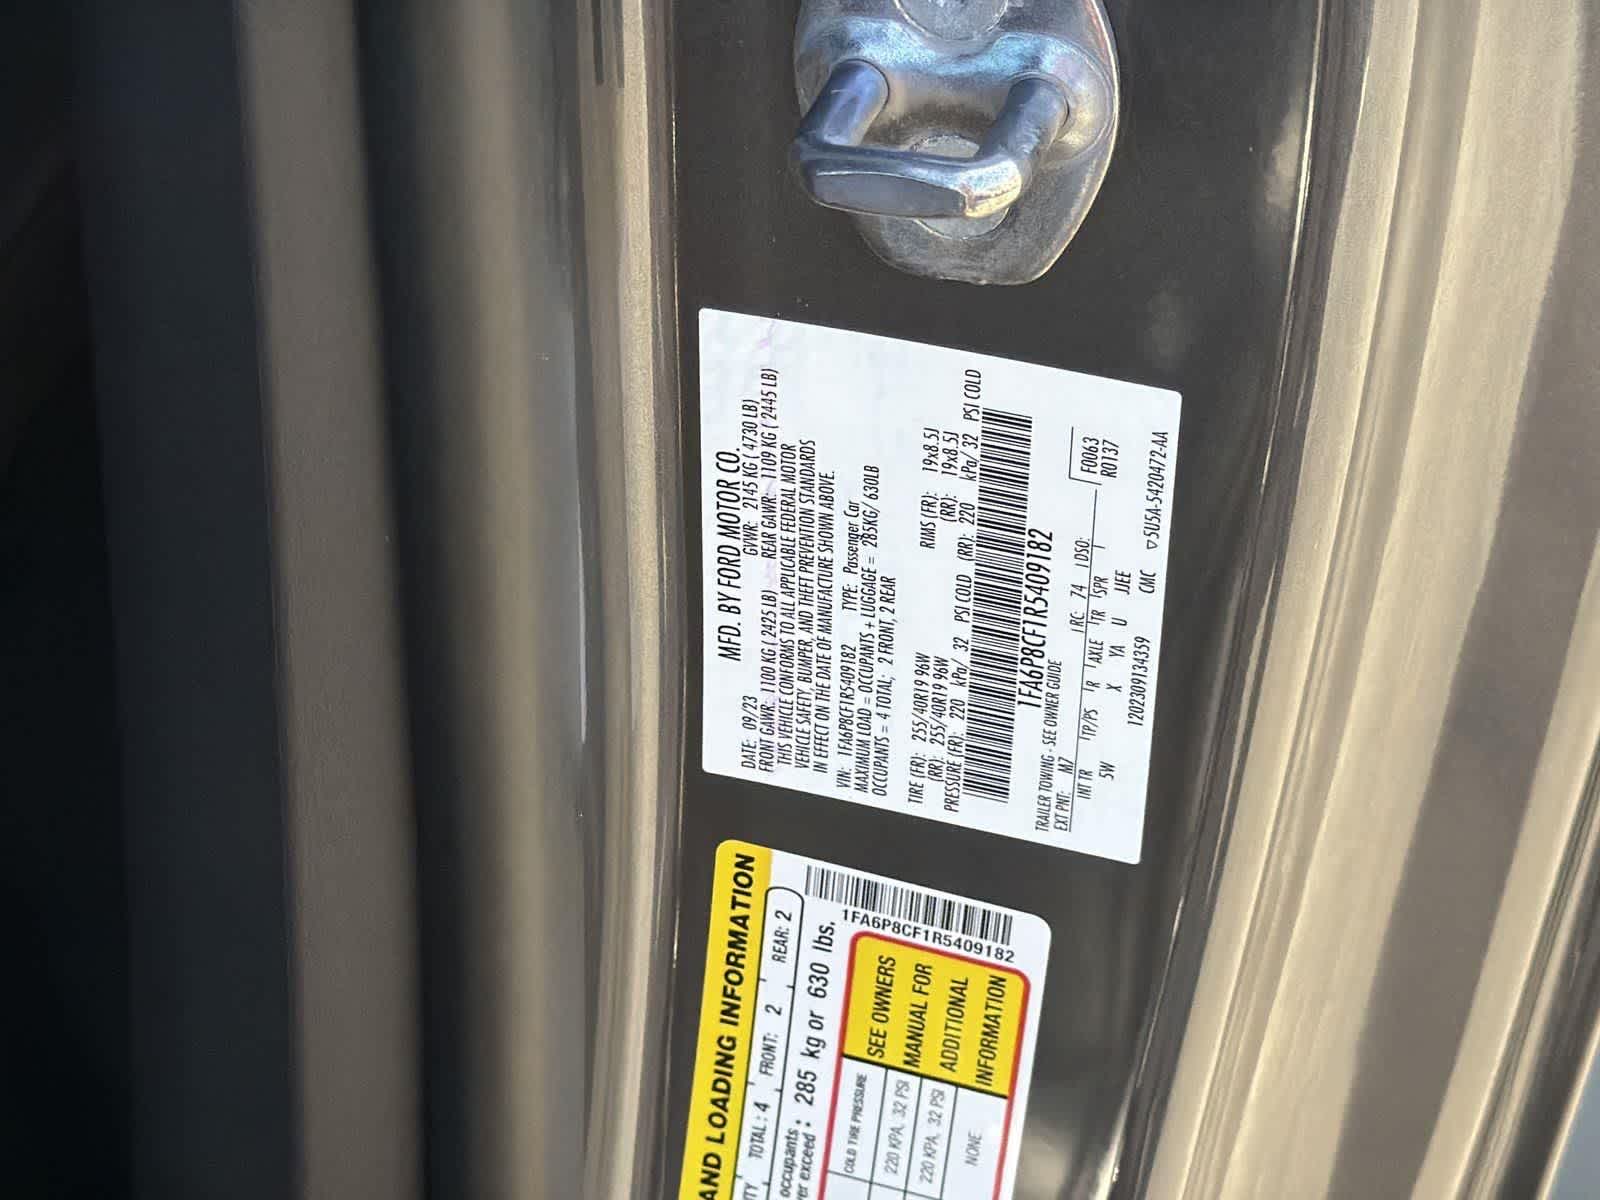 MFD. BY FORD MOTOR CO.
DATE: 09/23 GVWR: 2145 KG ( 4730 LB)
FRONT GAWR: 1100 KG ( 2425 LB) REAR GAWR: 1109 KG ( 2445 LB)
THIS VEHICLE CONFORMS TO ALL APPLICABLE FEDERAL MOTOR
VEHICLE SAFETY, BUMPER, AND THEFT PREVENTION STANDARDS
IN EFFECT ON THE DATE OF MANUFACTURE SHOWN ABOVE.
VIN: 1FA6P8CF1R5409182 TYPE: Passenger Car
MAXIMUM LOAD = OCCUPANTS + LUGGAGE = 285KG/ 630LB
OCCUPANTS = 4 TOTAL; 2 FRONT, 2 REAR
TIRE (FR): 255/40R19 96W RIMS (FR): 19x8.5J
(RR): 255/40R19 96W (RR): 19x8.5J
PRESSURE (FR): 220 kPa/ 32 PSI COLD (RR): 220 kPa/ 32 PSI COLD
1FA6P8CF1R5409182
TRAILER TOWING - SEE OWNER GUIDE
EXT PNT: M7 RC: 74 DSO: F0063
R0137
INT TR TP/PS R AXLE TR SPR
5W X YA U JJEE
1202309134359 CMC ▽5U5A-5420472-AA
AND LOADING INFORMATION
TOTAL: 4 FRONT: 2 REAR: 2
occupants
exceed: 285 kg or 630 lbs.
1FA6P8CF1R5409182
COLD TIRE PRESSURE
220 KPA, 32 PSI
220 KPA, 32 PSI
NONE
SEE OWNERS
MANUAL FOR
ADDITIONAL
INFORMATION